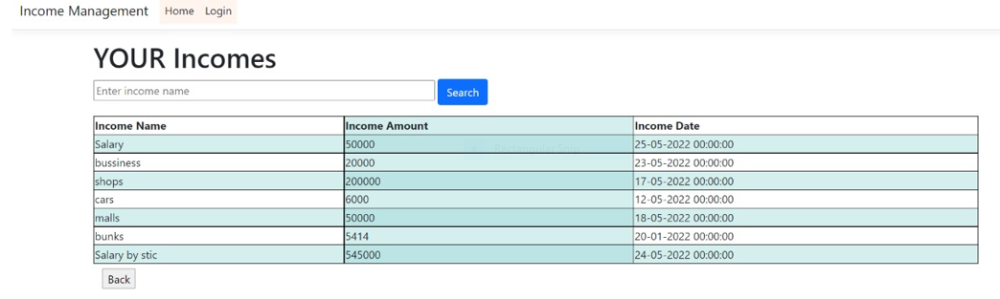 Income Management Home Login
YOUR Incomes
Enter income name Search
Income Name Income Amount Income Date
Salary 50000 25-05-2022 00:00:00
bussiness 20000 23-05-2022 00:00:00
shops 200000 17-05-2022 00:00:00
cars 6000 12-05-2022 00:00:00
malls 50000 18-05-2022 00:00:00
bunks 5414 20-01-2022 00:00:00
Salary by stic 545000 24-05-2022 00:00:00
Back